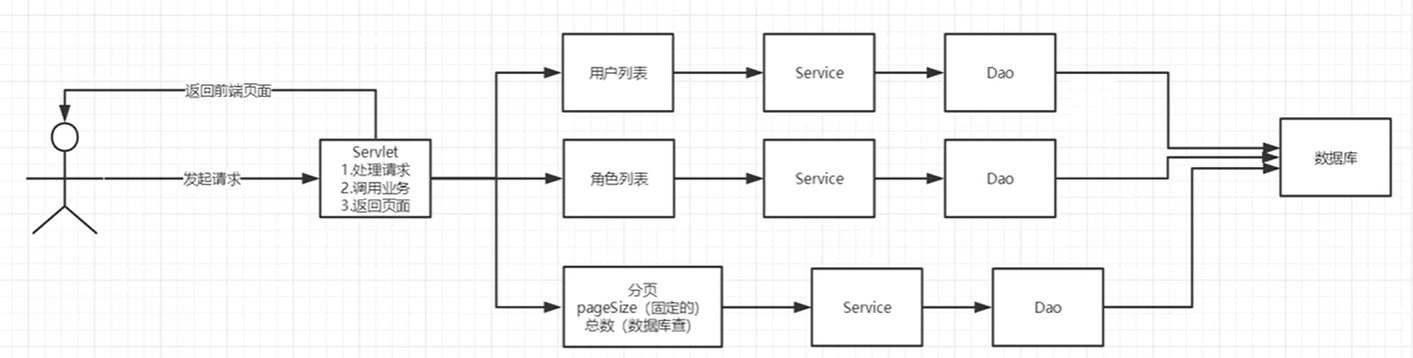 返回前端页面
发起请求
Servlet
1.处理请求
2.调用业务
3.返回页面
用户列表
Service
Dao
角色列表
Service
Dao
分页
pageSize（固定的)
总数（数据库查)
Service
Dao
数据库